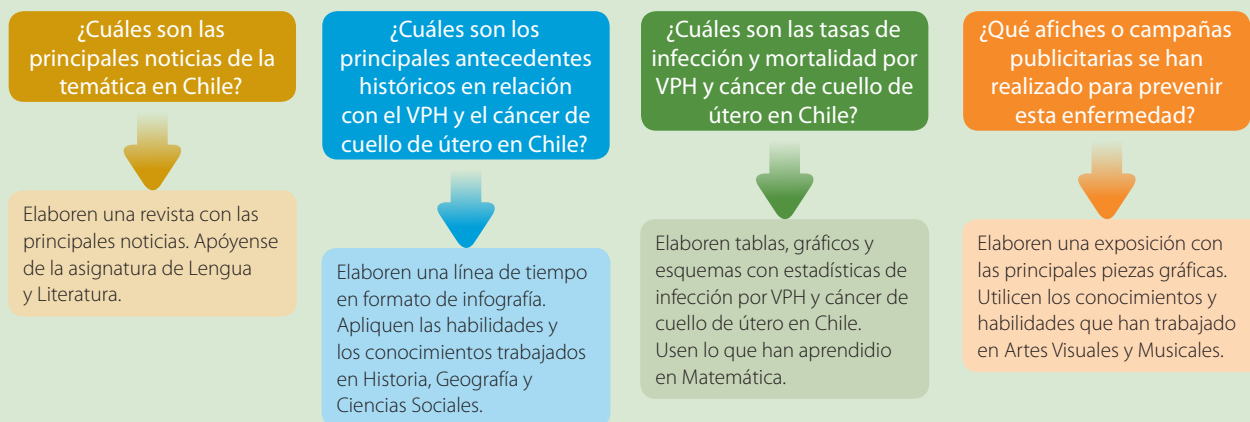 ¿Cuáles son las
principales noticias de la
temática en Chile?
Elaboren una revista con las
principales noticias. Apóyense
de la asignatura de Lengua
y Literatura.
¿Cuáles son los
principales antecedentes
históricos en relación
con el VPH y el cáncer de
cuello de útero en Chile?
Elaboren una línea de tiempo
en formato de infografía.
Apliquen las habilidades y
los conocimientos trabajados
en Historia, Geografía y
Ciencias Sociales.
¿Cuáles son las tasas de
infección y mortalidad por
VPH y cáncer de cuello de
útero en Chile?
Elaboren tablas, gráficos y
esquemas con estadísticas de
infección por VPH y cáncer de
cuello de útero en Chile.
Usen lo que han aprendidio
en Matemática.
¿Qué afiches o campañas
publicitarias se han
realizado para prevenir
esta enfermedad?
Elaboren una exposición con
las principales piezas gráficas.
Utilicen los conocimientos y
habilidades que han trabajado
en Artes Visuales y Musicales.